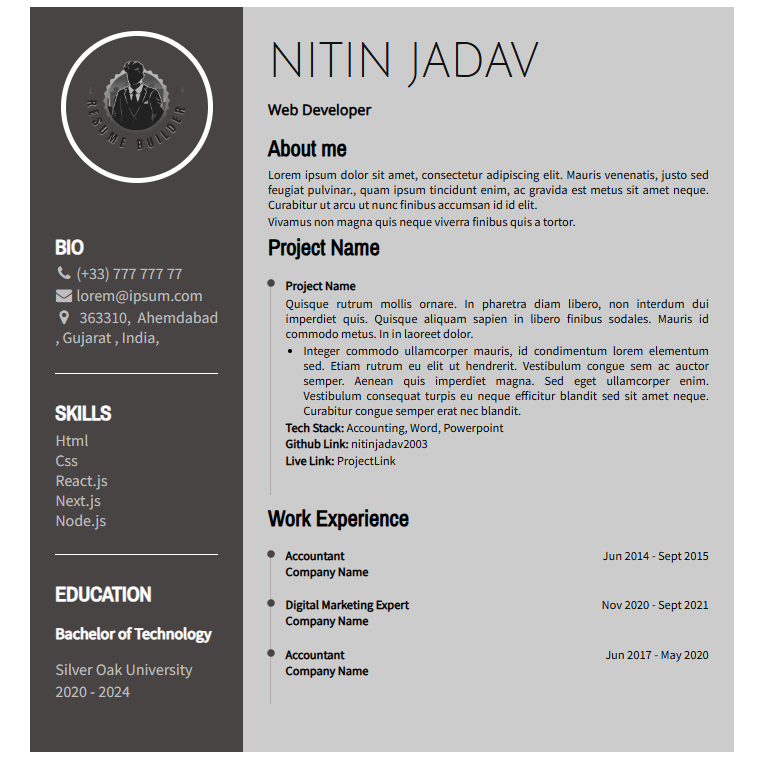 RESUME BUILDER
BIO
(+33) 777 777 77
lorem@ipsum.com
363310, Ahemdabad
, Gujarat , India,
SKILLS
Html
Css
React.js
Next.js
Node.js
EDUCATION
Bachelor of Technology
Silver Oak University
2020 - 2024
NITIN JADAV
Web Developer
About me
Lorem ipsum dolor sit amet, consectetur adipiscing elit. Mauris venenatis, justo sed
feugiat pulvinar., quam ipsum tincidunt enim, ac gravida est metus sit amet neque.
Curabitur ut arcu ut nunc finibus accumsan id id elit.
Vivamus non magna quis neque viverra finibus quis a tortor.
Project Name
Project Name
Quisque rutrum mollis ornare. In pharetra diam libero, non interdum dui
imperdiet quis. Quisque aliquam sapien in libero finibus sodales. Mauris id
commodo metus. In in laoreet dolor.
• Integer commodo ullamcorper mauris, id condimentum lorem elementum
sed. Etiam rutrum eu elit ut hendrerit. Vestibulum congue sem ac auctor
semper. Aenean quis imperdiet magna. Sed eget ullamcorper enim.
Vestibulum consequat turpis eu neque efficitur blandit sed sit amet neque.
Curabitur congue semper erat nec blandit.
Tech Stack: Accounting, Word, Powerpoint
Github Link: nitinjadav2003
Live Link: ProjectLink
Work Experience
Accountant Jun 2014 - Sept 2015
Company Name
Digital Marketing Expert Nov 2020 - Sept 2021
Company Name
Accountant Jun 2017 - May 2020
Company Name